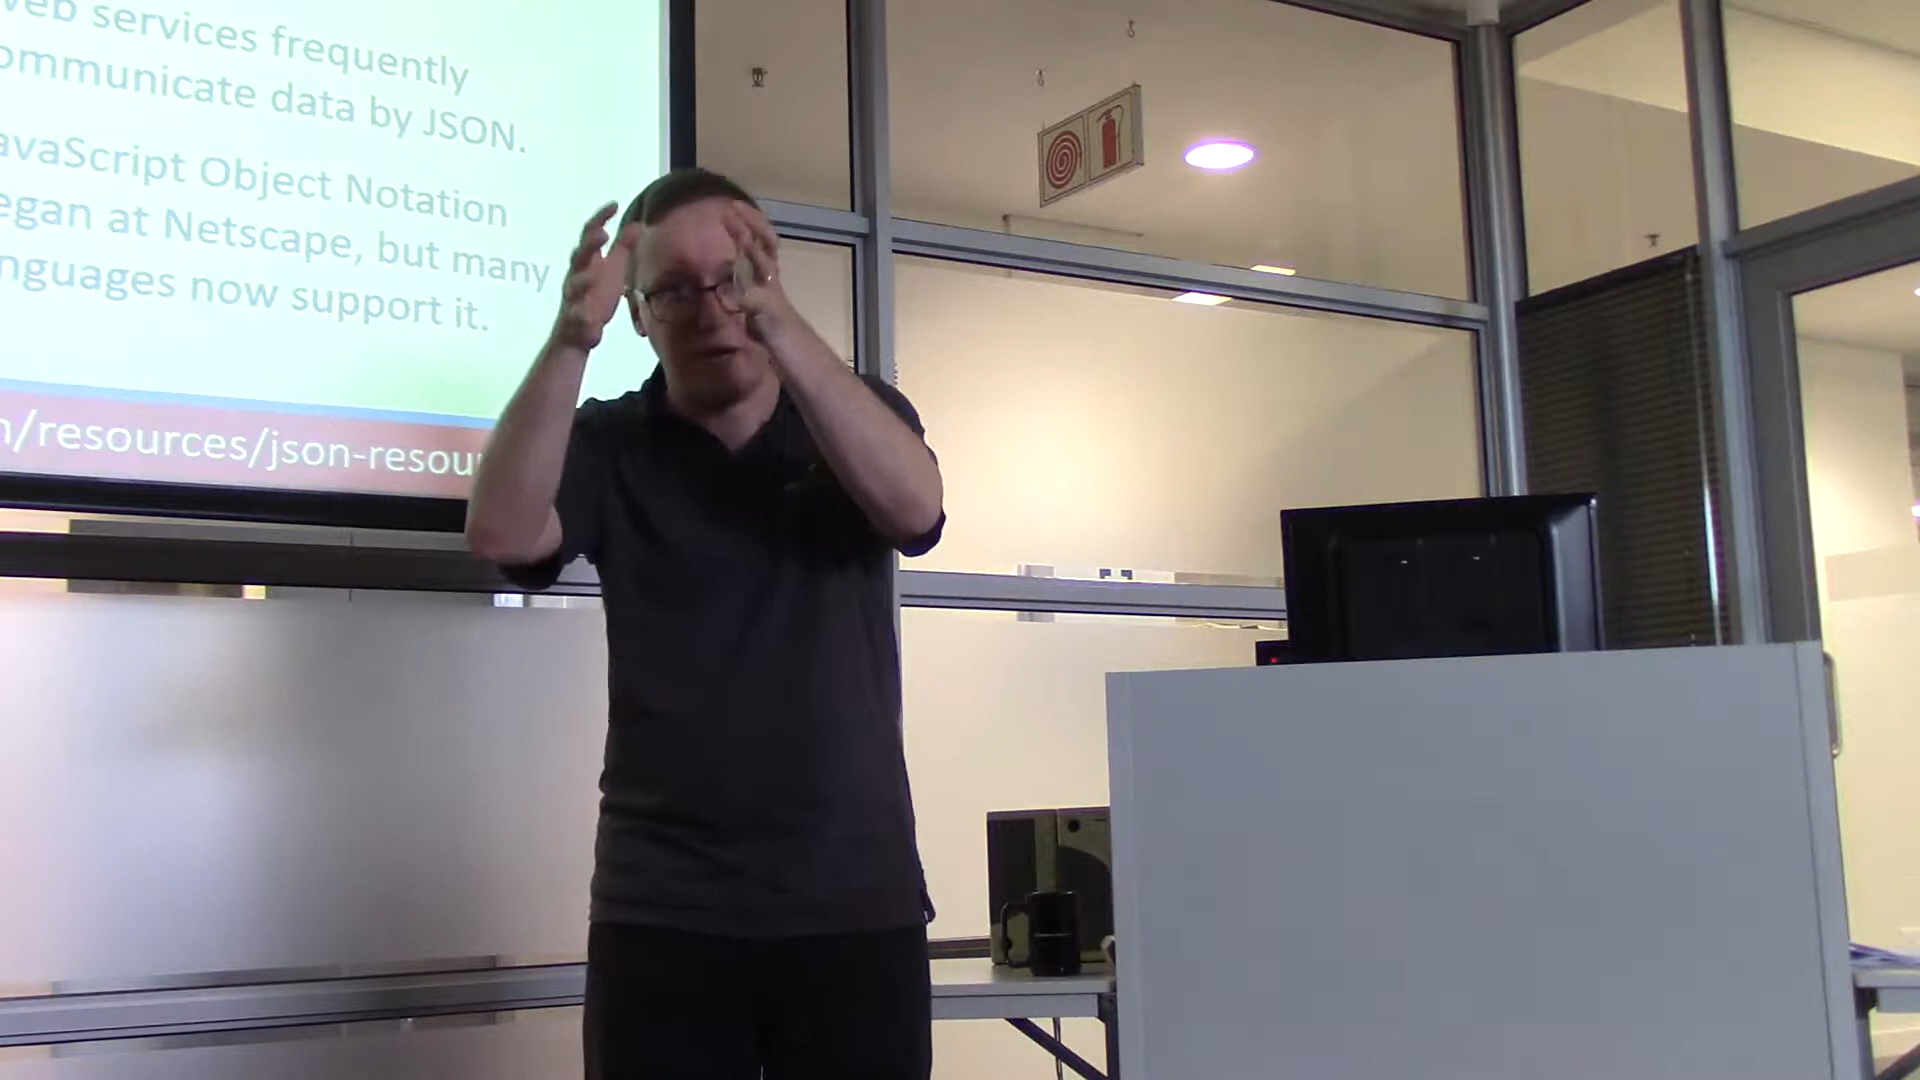 eb services frequently
ommunicate data by JSON.
avaScript Object Notation
egan at Netscape, but many
nguages now support it.
/resources/json-resou